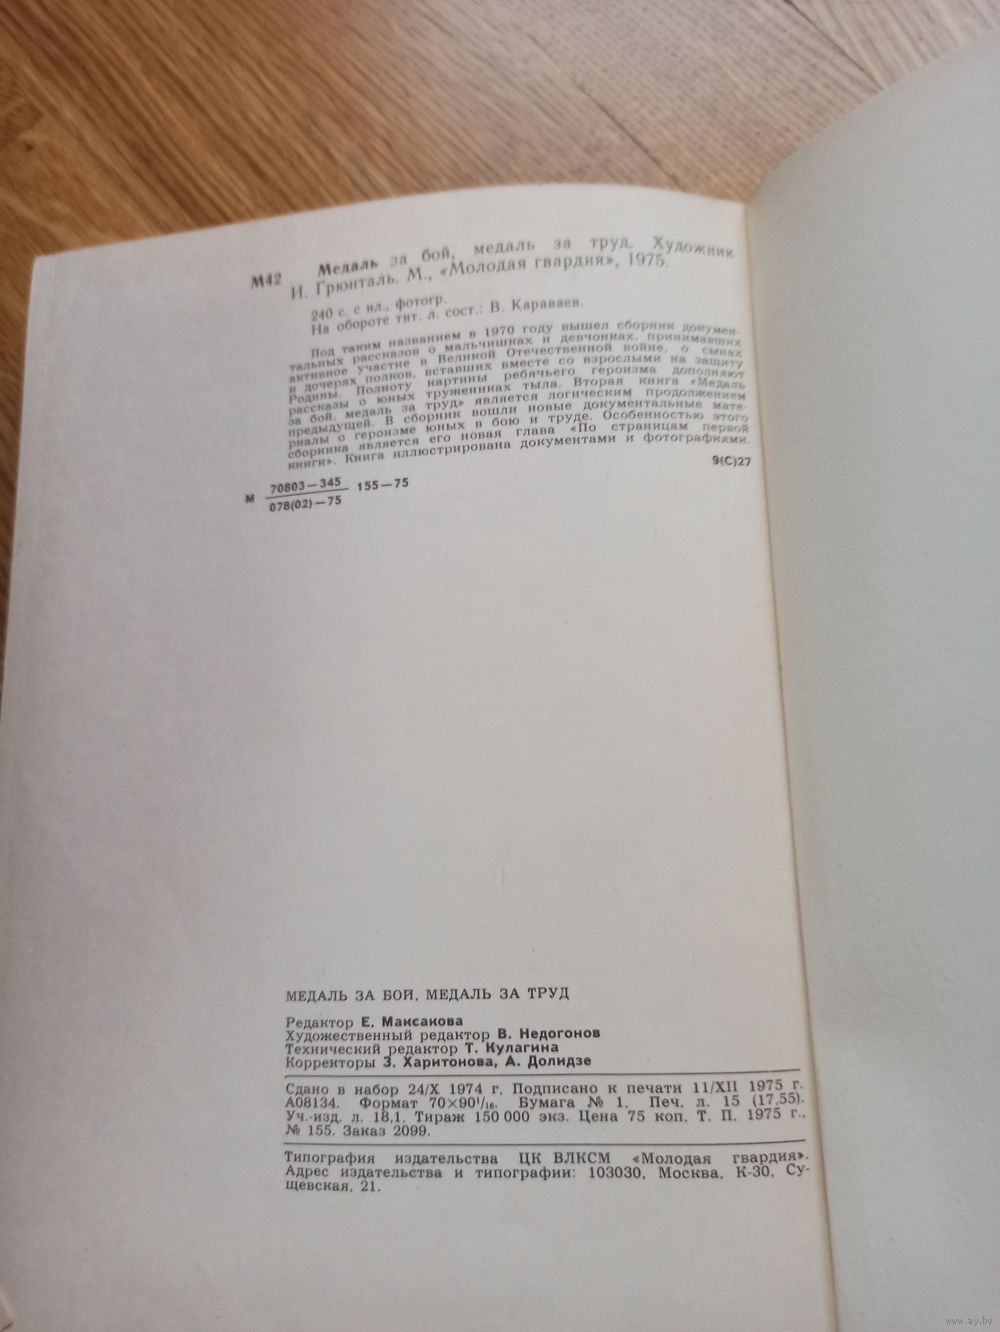 М42 Медаль за бой, медаль за труд. Художник
И. Грюнталь. М., «Молодая гвардия», 1975.
240 с. с ил., фотогр.
На обороте тит. л. сост.: В. Караваев.
Под таким названием в 1970 году вышел сборник докумен-
тальных рассказов о мальчишках и девчонках, принимавших
активное участие в Великой Отечественной войне, о сынах
и дочерях полков, вставших вместе со взрослыми на защиту
Родины. Полноту картины ребячьего героизма дополняют
рассказы о юных тружениках тыла. Вторая книга «Медаль
за бой, медаль за труд» является логическим продолжением
предыдущей. В сборник вошли новые документальные мате-
риалы о героизме юных в бою и труде. Особенностью этого
сборника является его новая глава «По страницам первой
книги». Книга иллюстрирована документами и фотографиями.
9(С)27
М 70803—345 155—75
078(02)—75
МЕДАЛЬ ЗА БОЙ, МЕДАЛЬ ЗА ТРУД
Редактор Е. Максакова
Художественный редактор В. Недогонов
Технический редактор Т. Кулагина
Корректоры З. Харитонова, А. Долидзе
Сдано в набор 24/X 1974 г. Подписано к печати 11/XII 1975 г.
А08134. Формат 70×90¹/₁₆. Бумага № 1. Печ. л. 15 (17,55).
Уч.-изд. л. 18,1. Тираж 150 000 экз. Цена 75 коп. Т. П. 1975 г.,
№ 155. Заказ 2099.
Типография издательства ЦК ВЛКСМ «Молодая гвардия».
Адрес издательства и типографии: 103030, Москва, К-30, Су-
щевская, 21.
www.ay.by